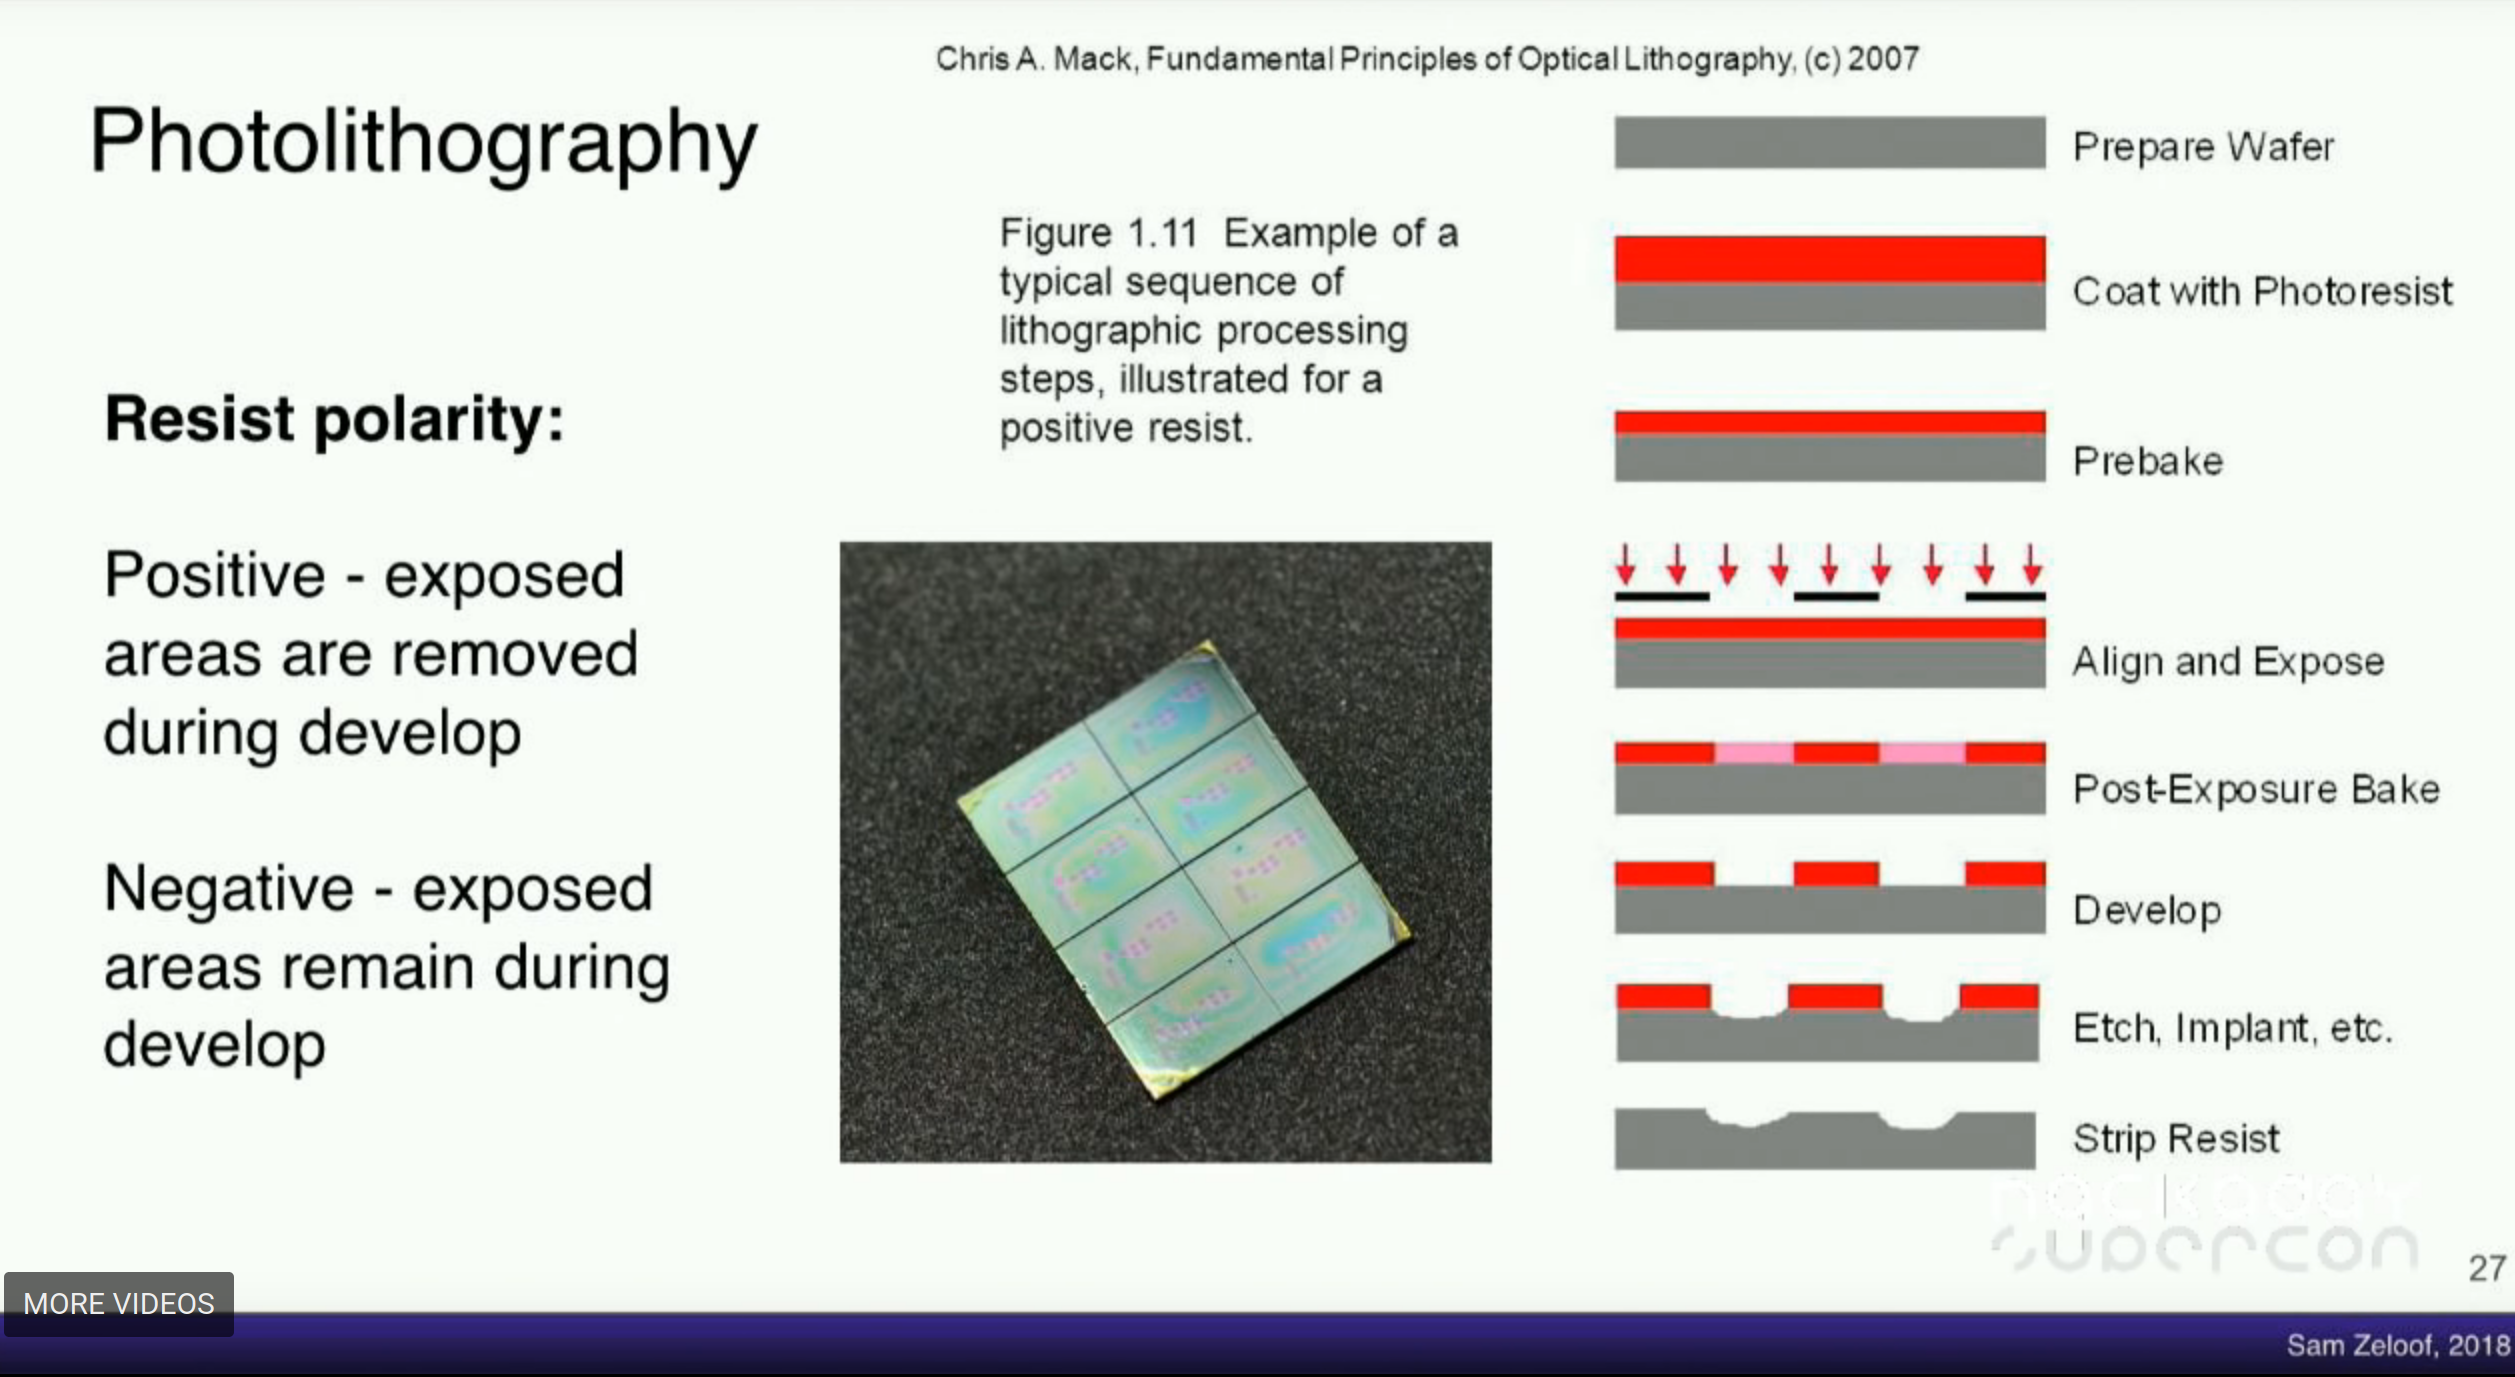 Chris A. Mack, Fundamental Principles of Optical Lithography, (c) 2007
Photolithography
Resist polarity:
Positive - exposed
areas are removed
during develop
Negative - exposed
areas remain during
develop
Figure 1.11 Example of a
typical sequence of
lithographic processing
steps, illustrated for a
positive resist.
Prepare Wafer
Coat with Photoresist
Prebake
Align and Expose
Post-Exposure Bake
Develop
Etch, Implant, etc.
Strip Resist
hackaday
supercon
27
MORE VIDEOS
Sam Zeloof, 2018